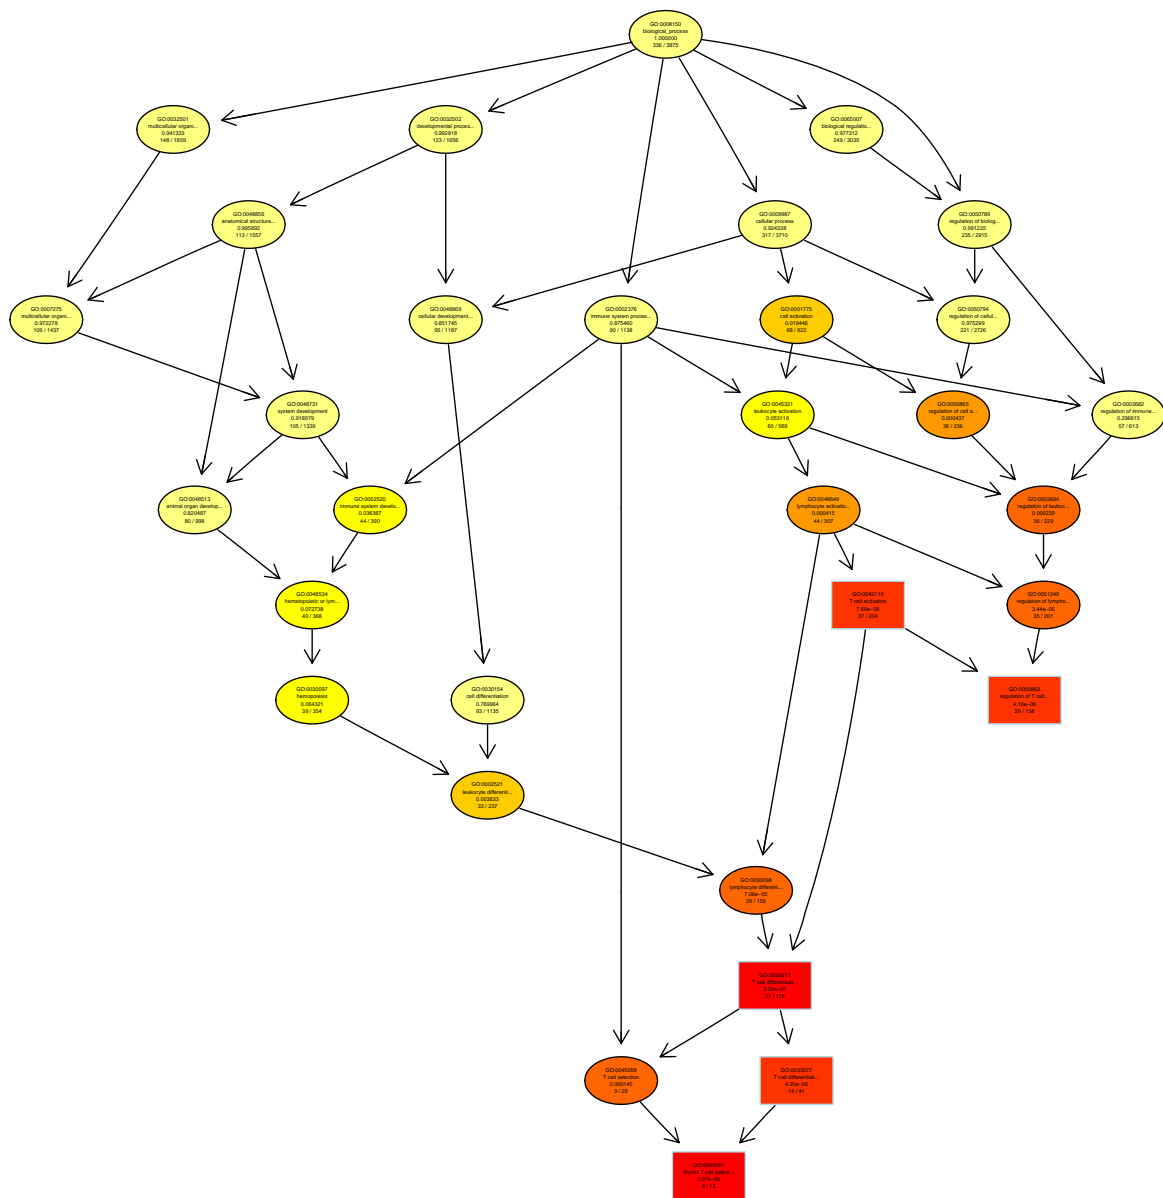 GO:0008150
biological_process
1.000000
336 / 3875
GO:0032501
multicellular organi...
0.941333
148 / 1859
GO:0032502
developmental proces...
0.992818
123 / 1656
GO:0065007
biological regulatio...
0.977312
249 / 3035
GO:0048856
anatomical structure...
0.995892
113 / 1557
GO:0009987
cellular process
0.924338
317 / 3710
GO:0050789
regulation of biolog...
0.991225
235 / 2915
GO:0007275
multicellular organi...
0.972278
109 / 1437
GO:0048869
cellular development...
0.851745
95 / 1187
GO:0002376
immune system proces...
0.875460
90 / 1138
GO:0001775
cell activation
0.019446
68 / 622
GO:0050794
regulation of cellul...
0.975299
221 / 2726
GO:0048731
system development
0.918979
105 / 1339
GO:0045321
leukocyte activation
0.053118
60 / 569
GO:0050865
regulation of cell a...
0.000437
36 / 236
GO:0002682
regulation of immune...
0.296615
57 / 613
GO:0048513
animal organ develop...
0.820487
80 / 998
GO:0002520
immune system develo...
0.036387
44 / 390
GO:0046649
lymphocyte activatio...
0.000415
44 / 307
GO:0002694
regulation of leukoc...
0.000239
36 / 229
GO:0048534
hematopoietic or lym...
0.072738
40 / 368
GO:0042110
T cell activation
7.69e-06
37 / 204
GO:0051249
regulation of lympho...
3.44e-05
35 / 201
GO:0030097
hemopoiesis
0.064321
39 / 354
GO:0030154
cell differentiation
0.769964
93 / 1135
GO:0050863
regulation of T cell...
4.10e-06
29 / 138
GO:0002521
leukocyte differenti...
0.003633
33 / 237
GO:0030098
lymphocyte different...
7.06e-05
29 / 159
GO:0030217
T cell differentiati...
27 / 115
GO:0045058
T cell selection
0.000145
9 / 25
GO:0033077
T cell differentiati...
4.20e-06
14 / 41
GO:0045061
thymic T cell select...